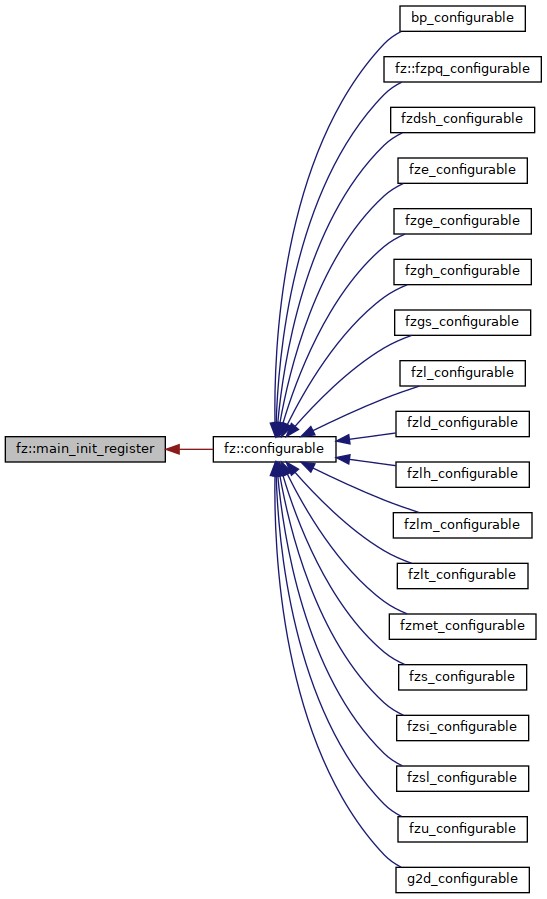 bp_configurable
fz::fzpq_configurable
fzdsh_configurable
fze_configurable
fzge_configurable
fzgh_configurable
fzgs_configurable
fzl_configurable
fzld_configurable
fz::main_init_register
fz::configurable
fzlh_configurable
fzlm_configurable
fzlt_configurable
fzmet_configurable
fzs_configurable
fzsi_configurable
fzsl_configurable
fzu_configurable
g2d_configurable